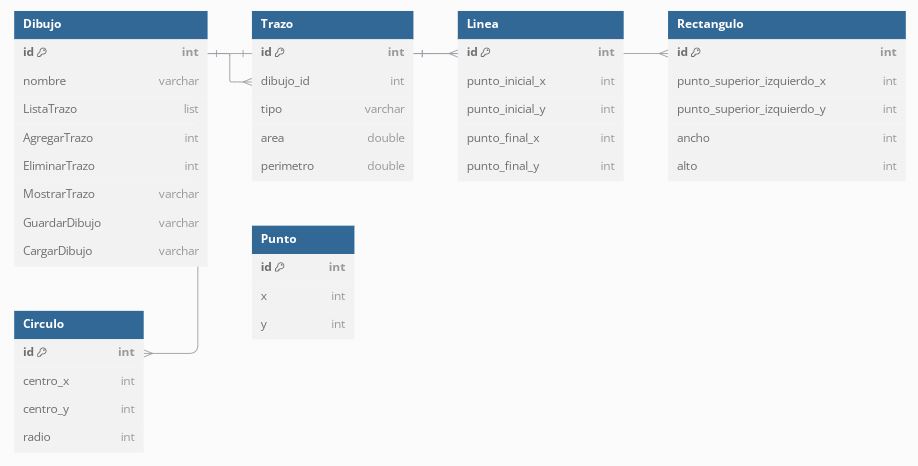 Dibujo
id int
nombre varchar
ListaTrazo list
AgregarTrazo int
EliminarTrazo int
MostrarTrazo varchar
GuardarDibujo varchar
CargarDibujo varchar
Trazo
id int
dibujo_id int
tipo varchar
area double
perimetro double
Linea
id int
punto_inicial_x int
punto_inicial_y int
punto_final_x int
punto_final_y int
Rectangulo
id int
punto_superior_izquierdo_x int
punto_superior_izquierdo_y int
ancho int
alto int
Punto
id int
x int
y int
Circulo
id int
centro_x int
centro_y int
radio int